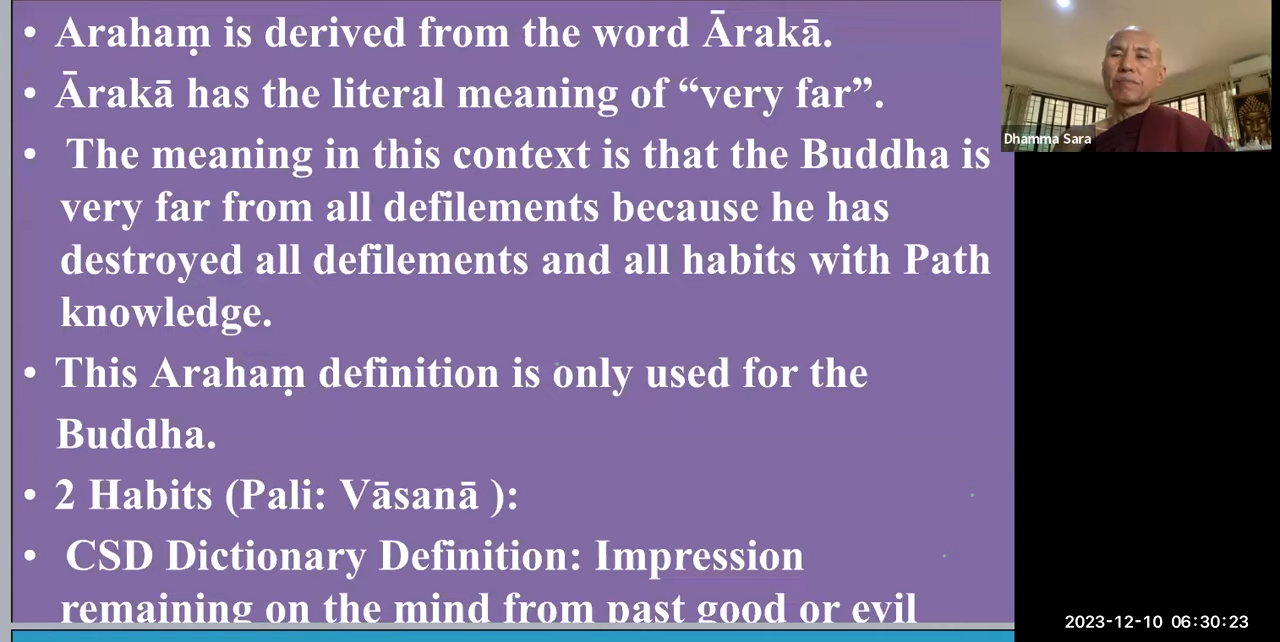 • Arahaṃ is derived from the word Ārakā.
• Ārakā has the literal meaning of “very far”.
• The meaning in this context is that the Buddha is
very far from all defilements because he has
destroyed all defilements and all habits with Path
knowledge.
• This Arahaṃ definition is only used for the
Buddha.
• 2 Habits (Pali: Vāsanā ):
• CSD Dictionary Definition: Impression
remaining on the mind from past good or evil
Dhamma Sara
2023-12-10 06:30:23